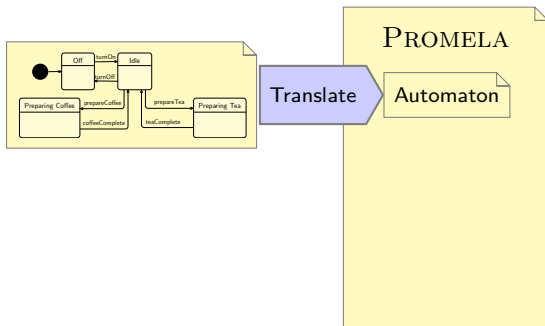 PROMELA
Off
turnOn
Idle
turnOff
Preparing Coffee
prepareCoffee
prepareTea
Preparing Tea
coffeeComplete
teaComplete
Translate
Automaton